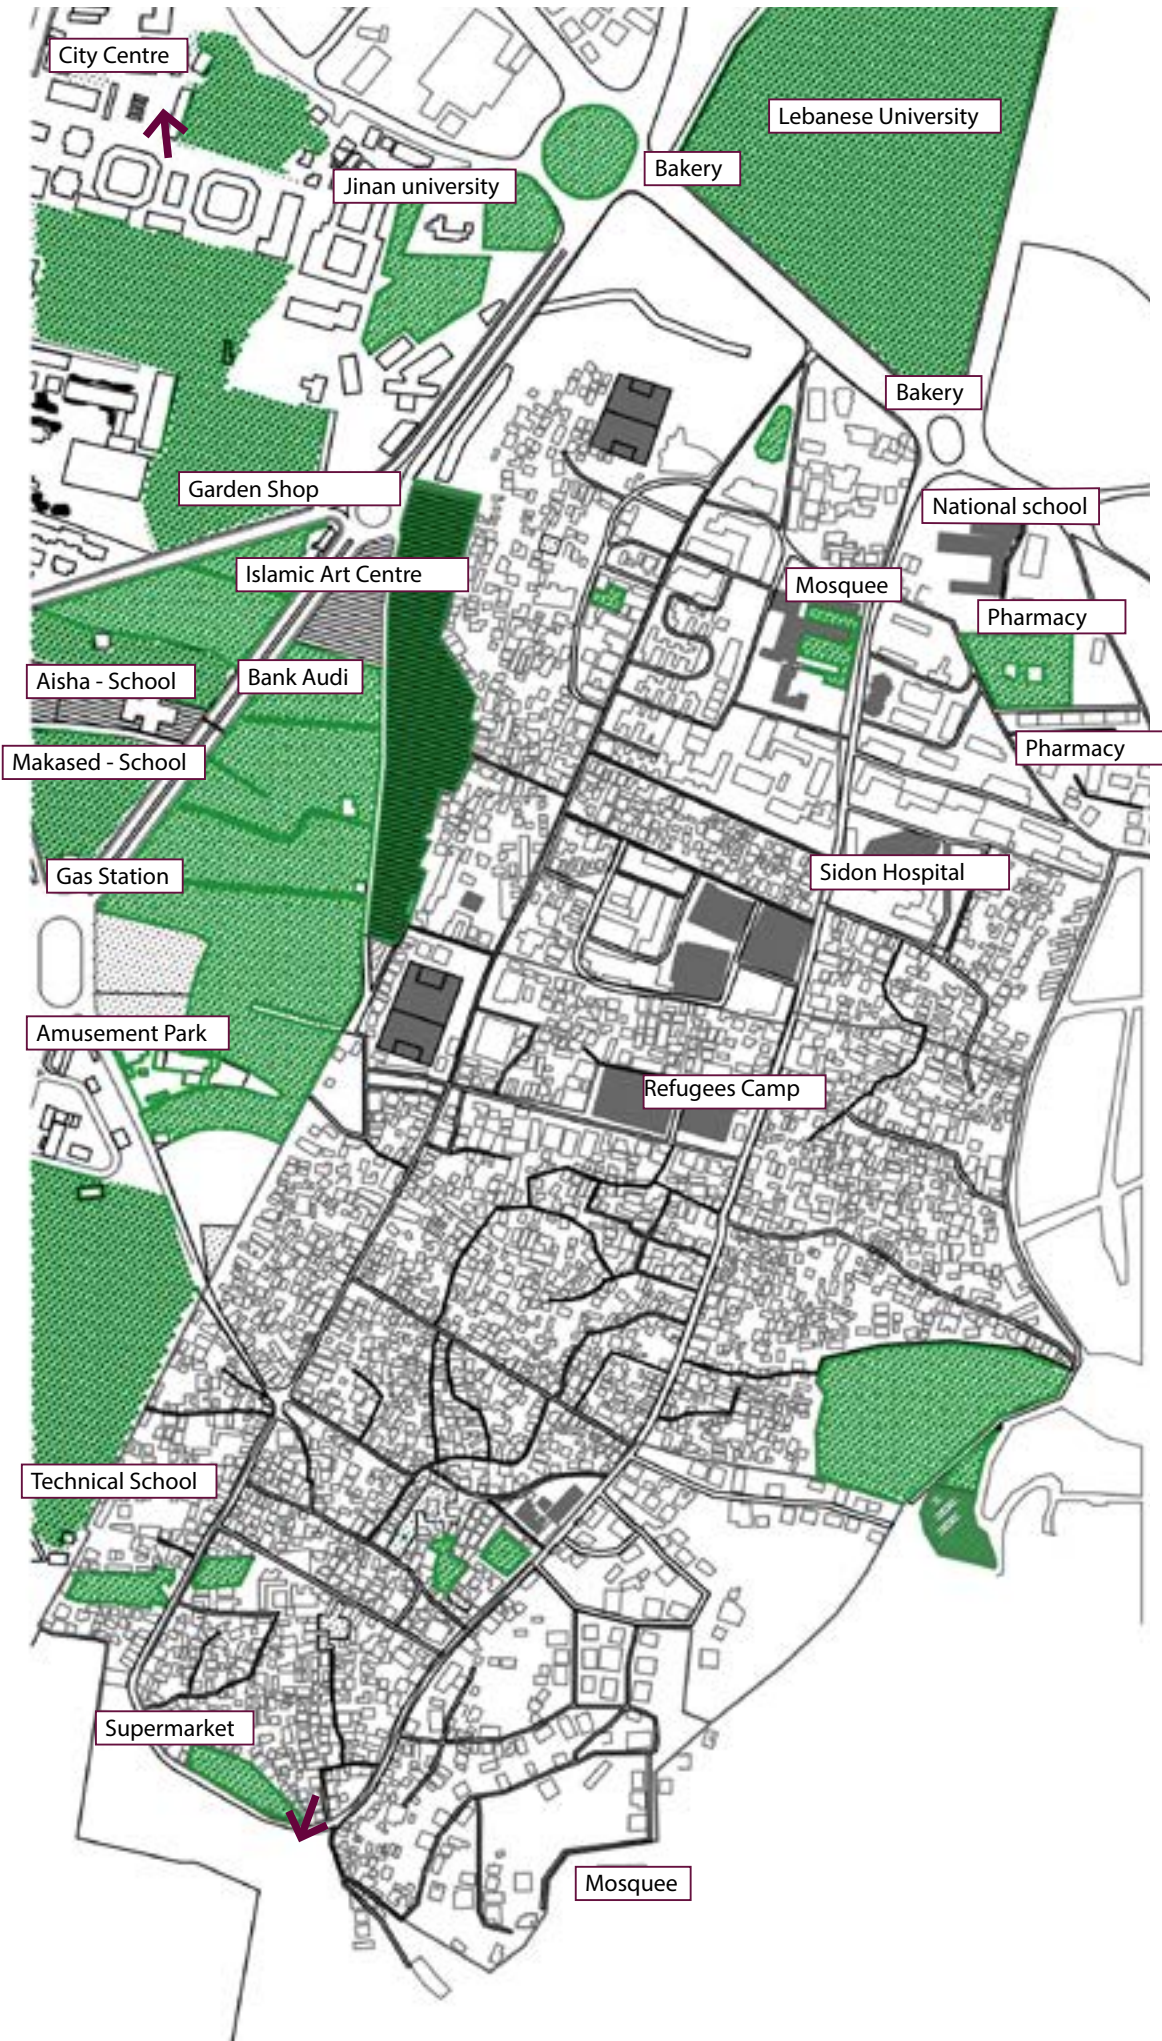 City Centre
Lebanese University
Bakery
Jinan university
Bakery
Garden Shop
National school
Islamic Art Centre
Mosquee
Pharmacy
Aisha - School
Bank Audi
Makased - School
Pharmacy
Gas Station
Sidon Hospital
Amusement Park
Refugees Camp
Technical School
Supermarket
Mosquee